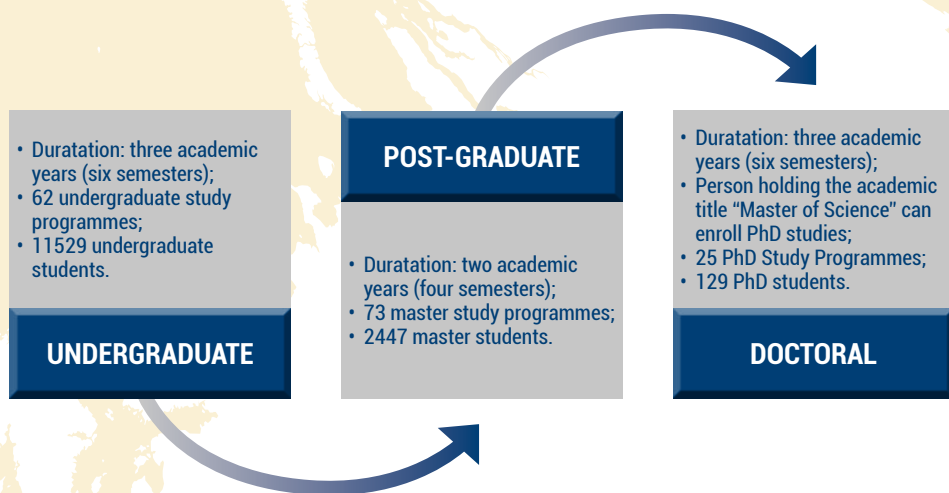 • Duratation: three academic
years (six semesters);
• 62 undergraduate study
programmes;
• 11529 undergraduate
students.
UNDERGRADUATE
POST-GRADUATE
• Duratation: two academic
years (four semesters);
• 73 master study programmes;
• 2447 master students.
• Duratation: three academic
years (six semesters);
• Person holding the academic
title “Master of Science” can
enroll PhD studies;
• 25 PhD Study Programmes;
• 129 PhD students.
DOCTORAL